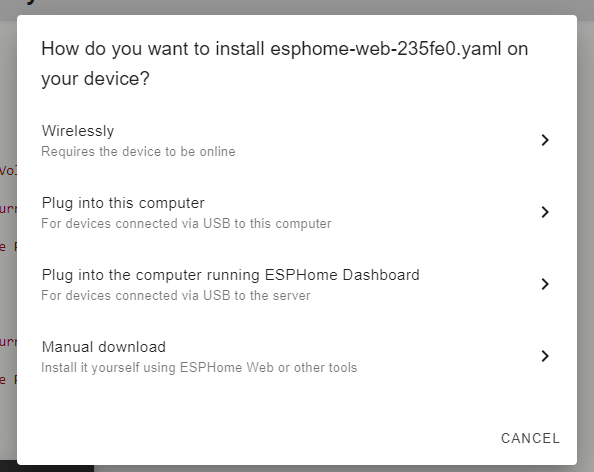 How do you want to install esphome-web-235fe0.yaml on
your device?
Wirelessly
Requires the device to be online
Plug into this computer
For devices connected via USB to this computer
Plug into the computer running ESPHome Dashboard
For devices connected via USB to the server
Manual download
Install it yourself using ESPHome Web or other tools
CANCEL